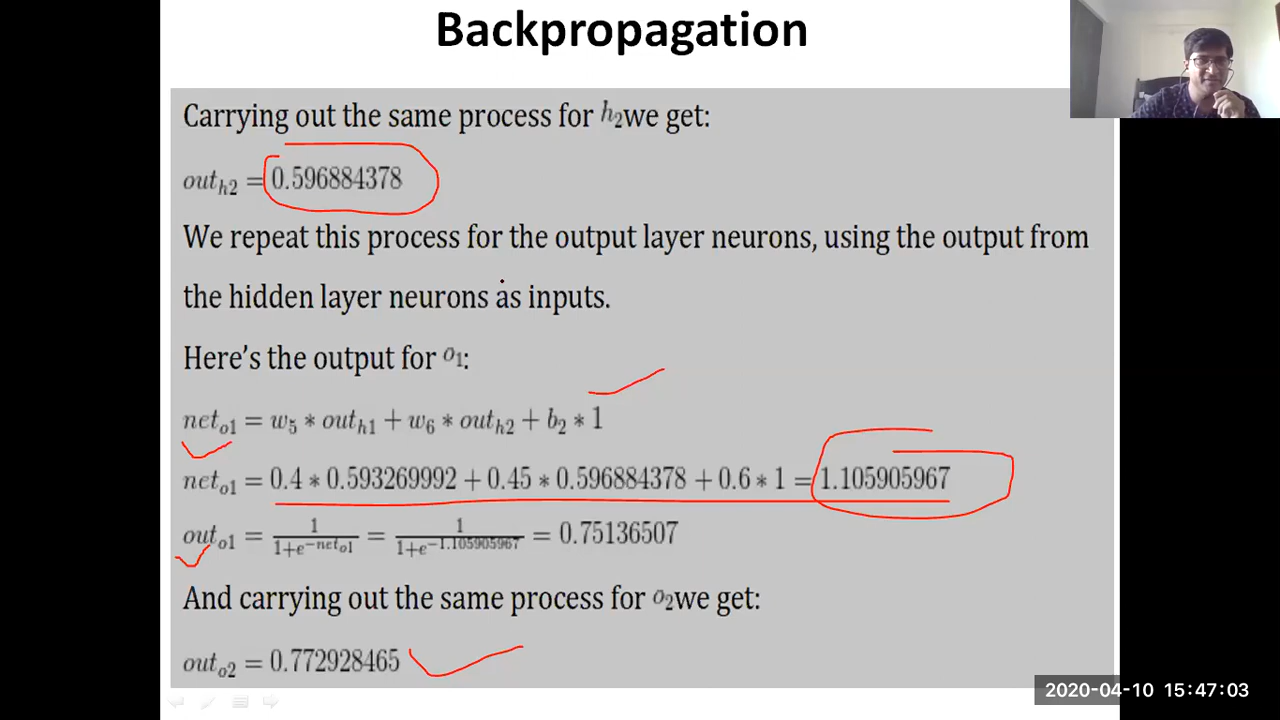 Backpropagation
Carrying out the same process for h₂we get:
outₕ₂ = 0.596884378
We repeat this process for the output layer neurons, using the output from
the hidden layer neurons as inputs.
Here's the output for o₁:
netₒ₁ = w₅ * outₕ₁ + w₆ * outₕ₂ + b₂ * 1
netₒ₁ = 0.4 * 0.593269992 + 0.45 * 0.596884378 + 0.6 * 1 = 1.105905967
outₒ₁ = 1/(1+e^-netₒ₁) = 1/(1+e^-1.105905967) = 0.75136507
And carrying out the same process for o₂we get:
outₒ₂ = 0.772928465
2020-04-10 15:47:03